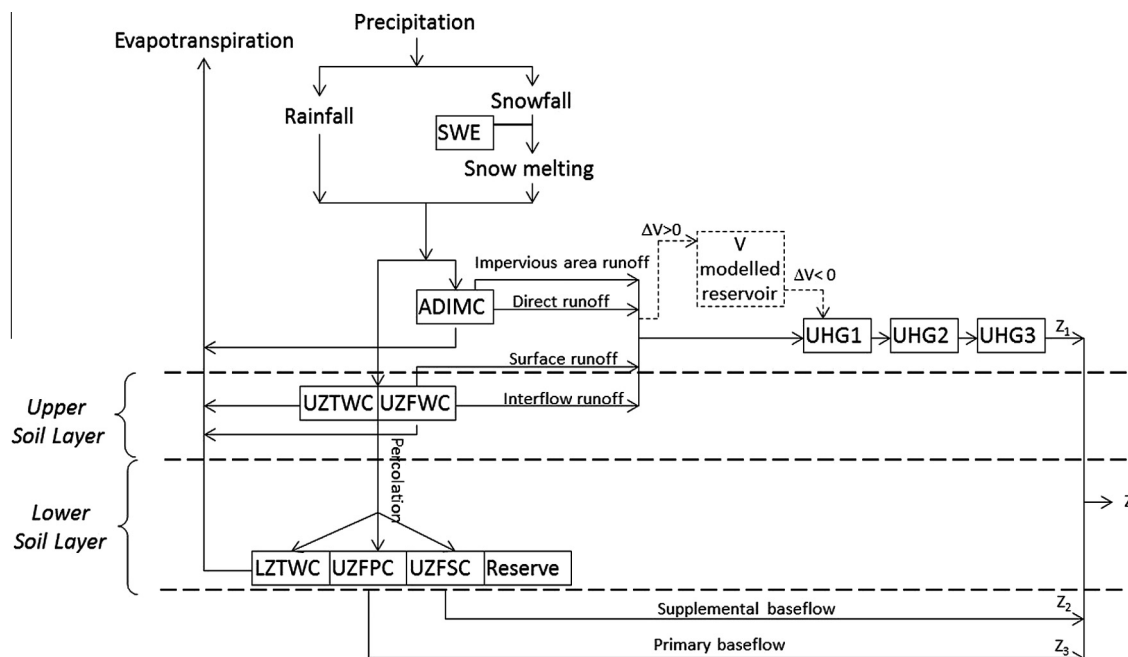 Precipitation
Evapotranspiration
Rainfall
Snowfall
SWE
Snow melting
ΔV>0
V
modelled
reservoir
ΔV<0
Impervious area runoff
ADIMC
Direct runoff
UHG1
UHG2
UHG3
Z1
Surface runoff
Upper
Soil Layer
UZTWC
UZFWC
Interflow runoff
Percolation
Lower
Soil Layer
Z
LZTWC
UZFPC
UZFSC
Reserve
Supplemental baseflow
Z2
Primary baseflow
Z3